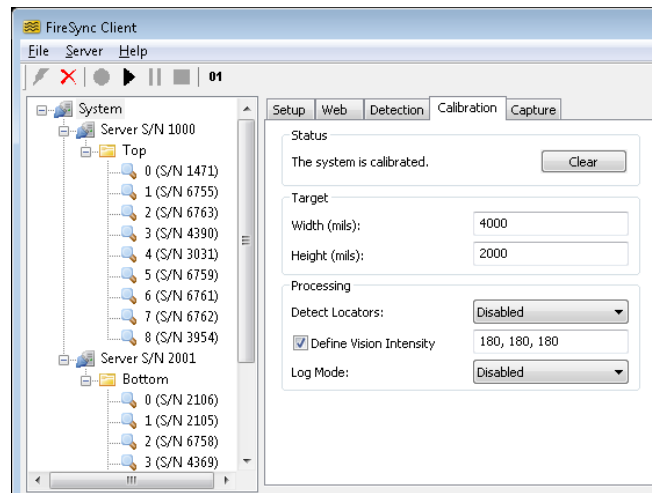 FireSync Client
File Server Help
01
System
Server S/N 1000
Top
0 (S/N 1471)
1 (S/N 6755)
2 (S/N 6763)
3 (S/N 4390)
4 (S/N 3031)
5 (S/N 6759)
6 (S/N 6761)
7 (S/N 6762)
8 (S/N 3954)
Server S/N 2001
Bottom
0 (S/N 2106)
1 (S/N 2105)
2 (S/N 6758)
3 (S/N 4369)
Setup Web Detection Calibration Capture
Status
The system is calibrated. Clear
Target
Width (mils): 4000
Height (mils): 2000
Processing
Detect Locators: Disabled
Define Vision Intensity 180, 180, 180
Log Mode: Disabled